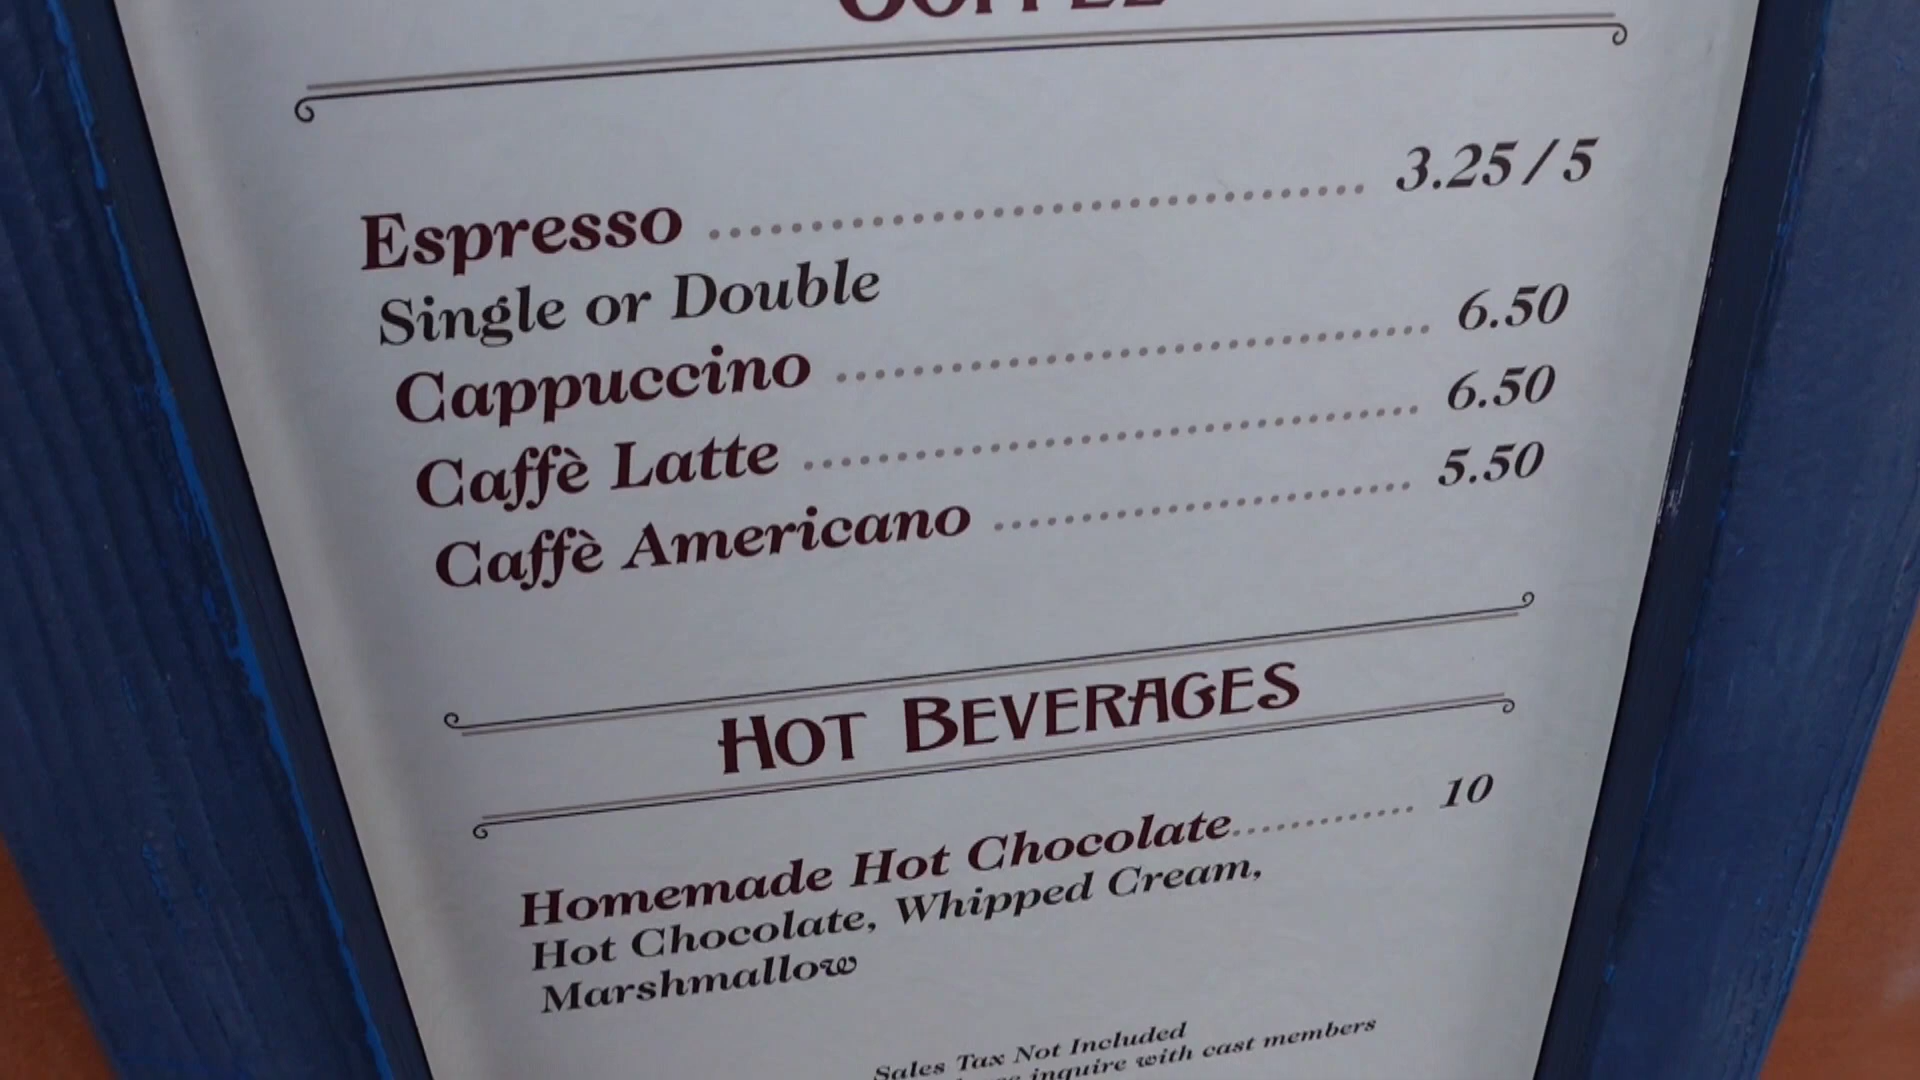 COFFEE
Espresso 3.25 / 5
Single or Double
Cappuccino 6.50
Caffè Latte 6.50
Caffè Americano 5.50
HOT BEVERAGES
Homemade Hot Chocolate 10
Hot Chocolate, Whipped Cream,
Marshmallow
Sales Tax Not Included
inquire with cast members